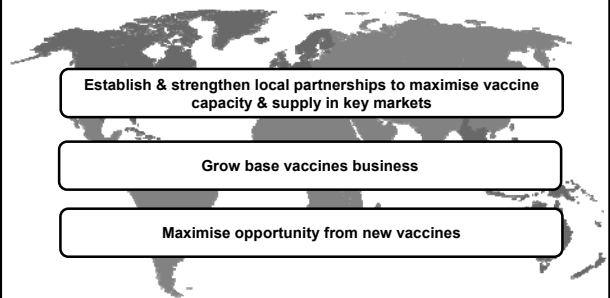 Establish & strengthen local partnerships to maximise vaccine
capacity & supply in key markets
Grow base vaccines business
Maximise opportunity from new vaccines